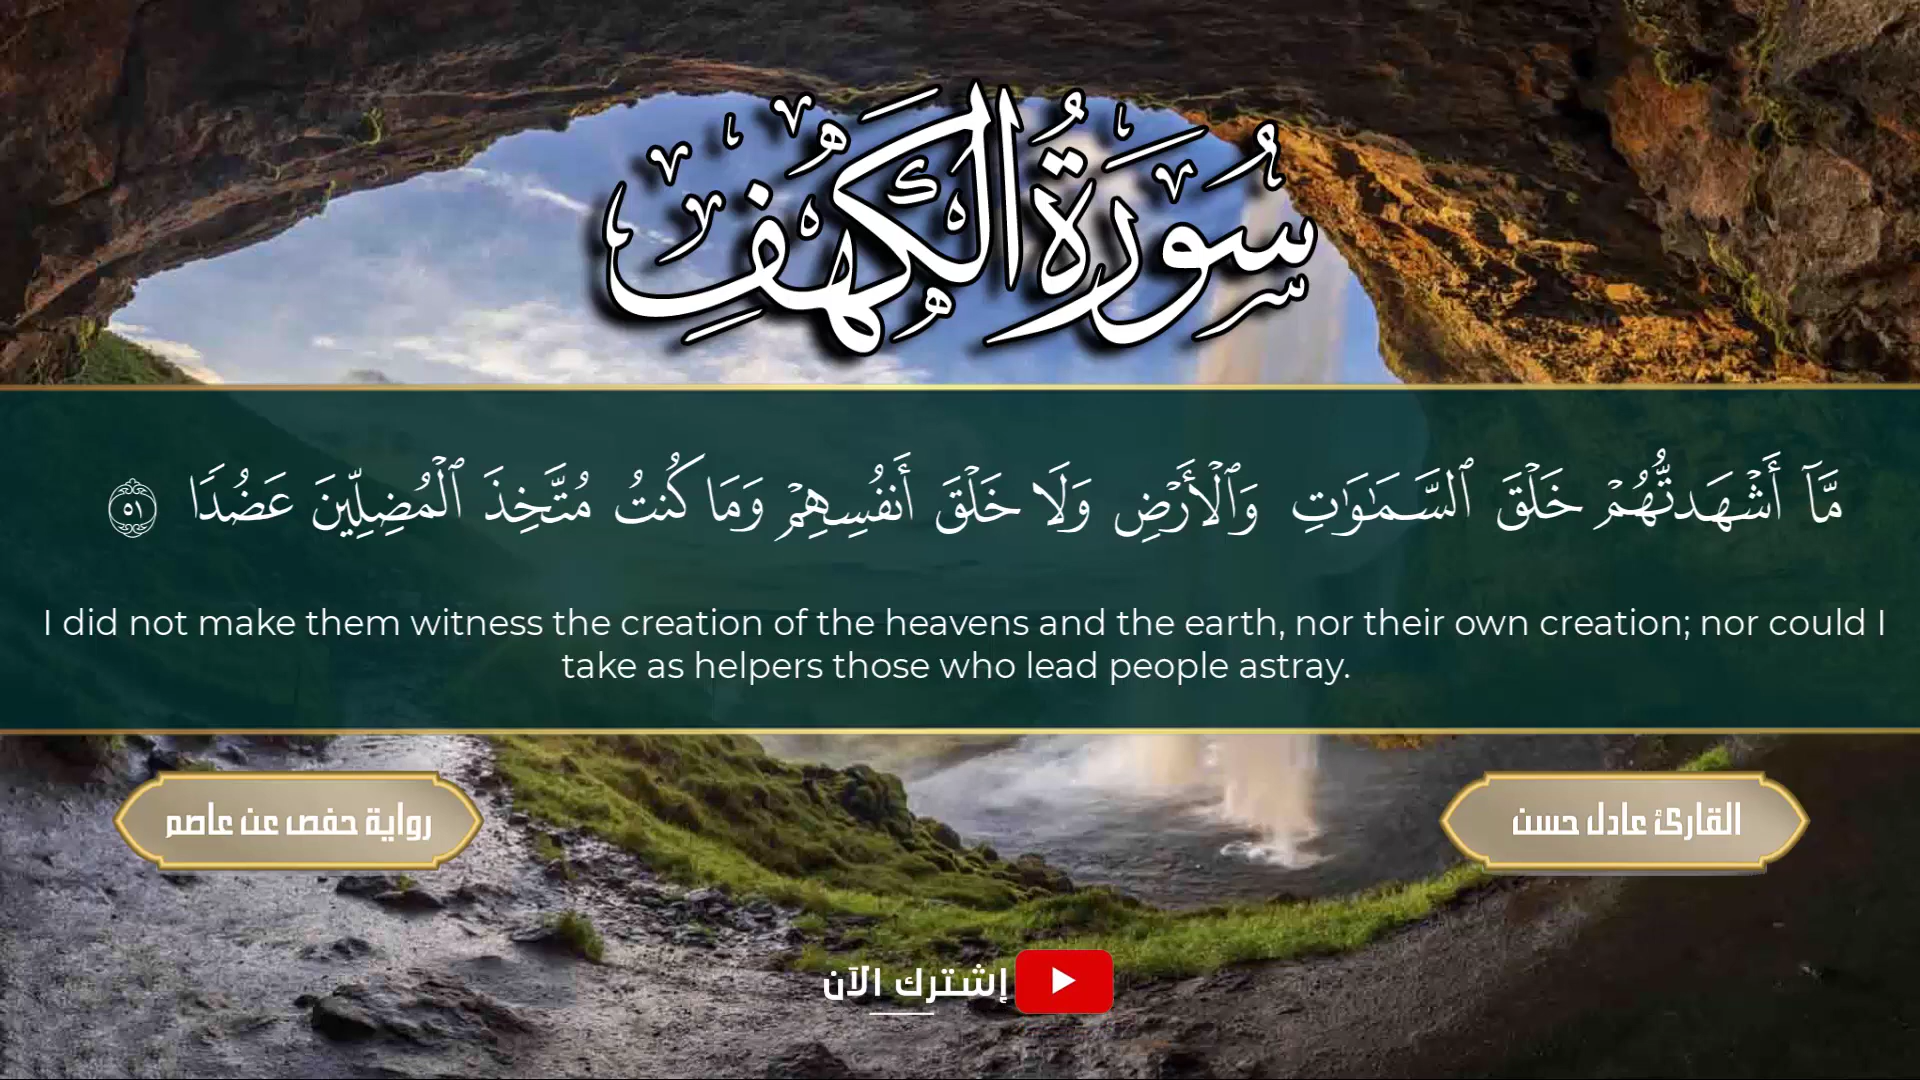 سُورَةُ الْكَهْفِ
مَّآ أَشْهَدتُّهُمْ خَلْقَ ٱلسَّمَٰوَٰتِ وَٱلْأَرْضِ وَلَا خَلْقَ أَنفُسِهِمْ وَمَا كُنتُ مُتَّخِذَ ٱلْمُضِلِّينَ عَضُدًا ٥١
I did not make them witness the creation of the heavens and the earth, nor their own creation; nor could I
take as helpers those who lead people astray.
القارئ عادل حسن
رواية حفص عن عاصم
إشترك الآن